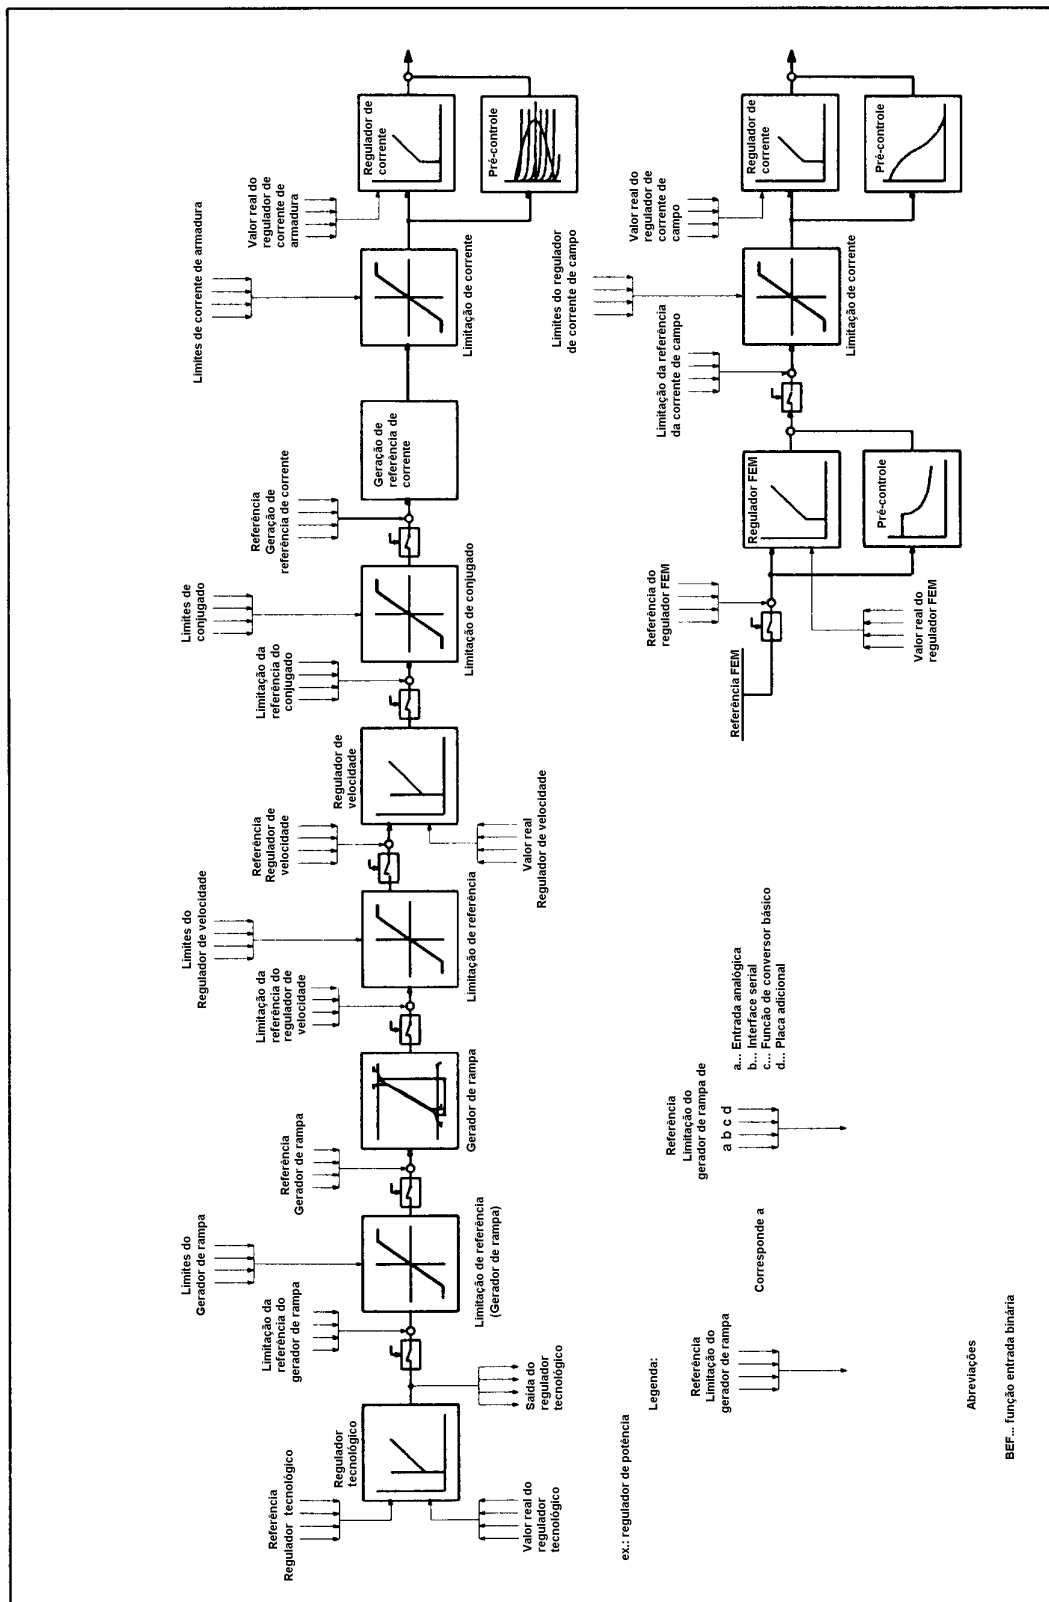 Referência
Regulador tecnológico
Regulador
tecnológico
Valor real do
regulador
tecnológico
Saída do
regulador
tecnológico
Limitação da
referência do
gerador de rampa
Limites do
Gerador de rampa
Limitação de referência
(Gerador de rampa)
Referência
Gerador de rampa
Gerador de rampa
Limitação da
referência do
regulador de
velocidade
Limites do
Regulador de velocidade
Limitação de referência
Referência
Regulador de
velocidade
Regulador de
velocidade
Valor real
Regulador de velocidade
Limitação da
referência do
conjugado
Limites de
conjugado
Limitação de conjugado
Referência
Geração de
referência de corrente
Geração de
referência de
corrente
Limites de corrente de armadura
Limitação de corrente
Valor real do
regulador de
corrente de
armadura
Regulador de
corrente
Pré-controle
Referência FEM
Referência do
regulador FEM
Valor real do
regulador FEM
Regulador FEM
Pré-controle
Limitação da referência
da corrente de campo
Limites do regulador
de corrente de campo
Limitação de corrente
Valor real do
regulador de
corrente de
campo
Regulador de
corrente
Pré-controle
ex.: regulador de potência
Legenda:
Referência
Limitação do
gerador de rampa
Corresponde a
Referência
Limitação do
gerador de rampa de
a b c d
a... Entrada analógica
b... Interface serial
c... Funcão de conversor básico
d... Placa adicional
Abreviações
BEF... função entrada binária